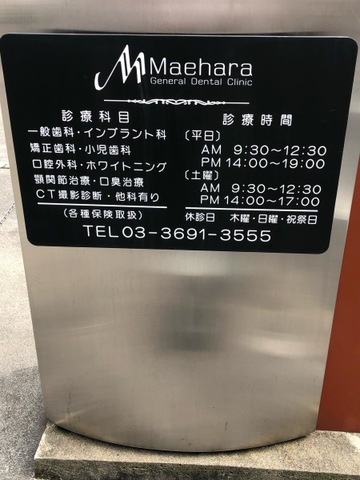 Maehara
General Dental Clinic
診療科目
一般歯科・インプラント科
矯正歯科・小児歯科
口腔外科・ホワイトニング
顎関節治療・口臭治療
CT撮影診断・他科有り
(各種保険取扱)
診療時間
〔平日〕
AM 9:30~12:30
PM 14:00~19:00
〔土曜〕
AM 9:30~12:30
PM 14:00~17:00
休診日 木曜・日曜・祝祭日
TEL03-3691-3555